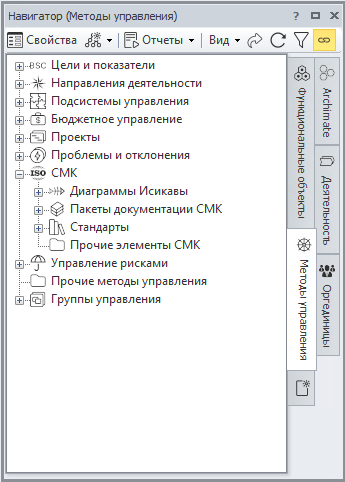 Навигатор (Методы управления)
Свойства Отчеты Вид
BSC Цели и показатели
Направления деятельности
Подсистемы управления
Бюджетное управление
Проекты
Проблемы и отклонения
ISO СМК
Диаграммы Исикавы
Пакеты документации СМК
Стандарты
Прочие элементы СМК
Управление рисками
Прочие методы управления
Группы управления
Функциональные объекты
Методы управления
Archimate
Деятельность
Оргединицы